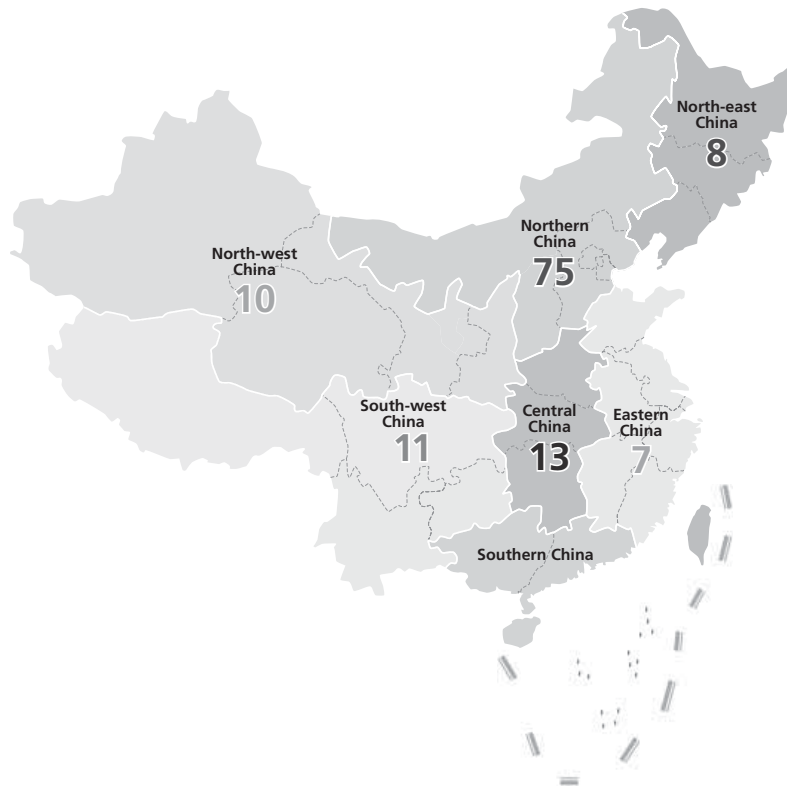 North-east
China
8
Northern
China
75
North-west
China
10
South-west
China
11
Central
China
13
Eastern
China
7
Southern China